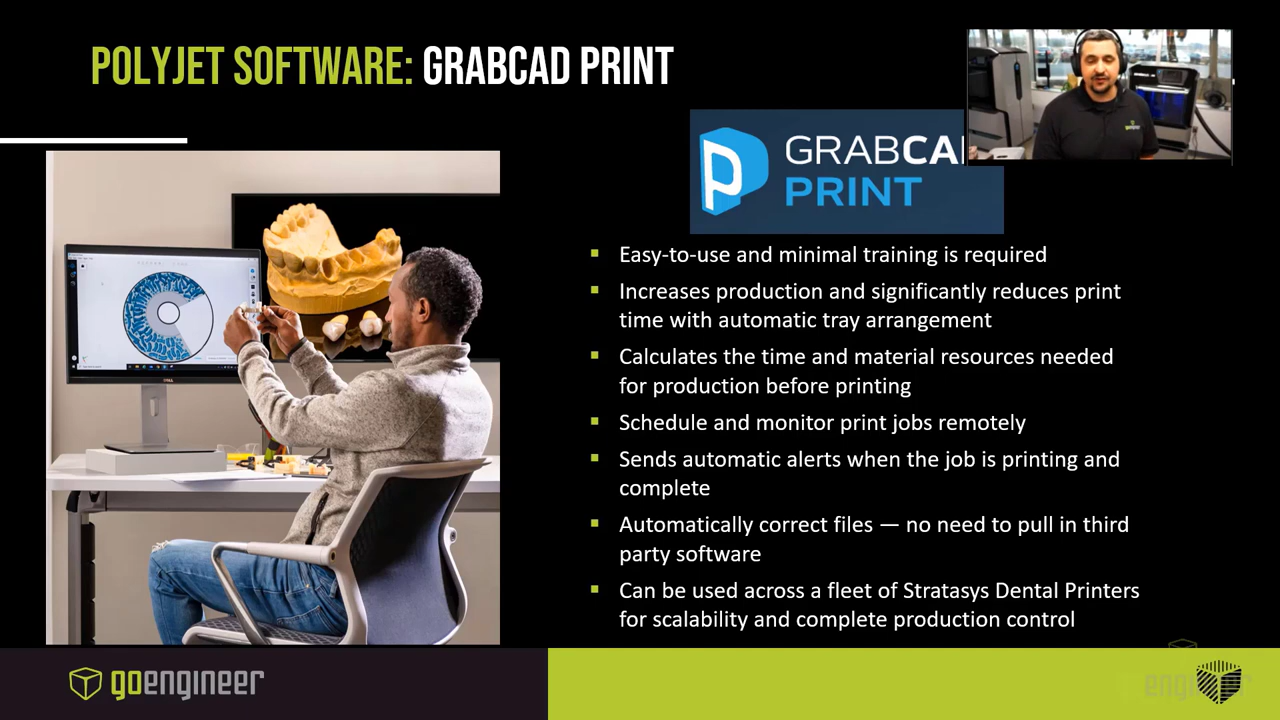 POLYJET SOFTWARE: GRABCAD PRINT
PRINT
Easy-to-use and minimal training is required
Increases production and significantly reduces print
time with automatic tray arrangement
Calculates the time and material resources needed
for production before printing
Schedule and monitor print jobs remotely
Sends automatic alerts when the job is printing and
complete
Automatically correct files — no need to pull in third
party software
Can be used across a fleet of Stratasys Dental Printers
for scalability and complete production control
goengineer